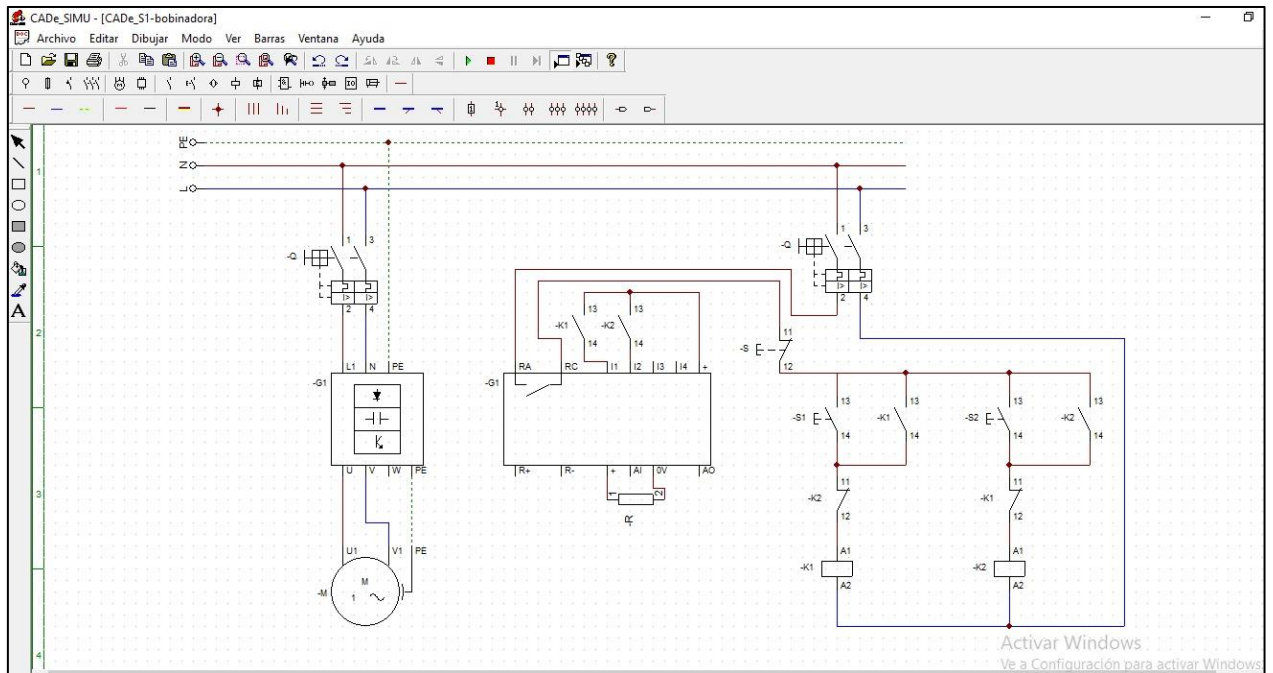 CADe_SIMU - [CADe_S1-bobinadora]
Archivo Editar Dibujar Modo Ver Barras Ventana Ayuda
PE
N
L
1
2
3
4
-Q
1 3
I> I>
2 4
L1 N PE
-G1
U V W PE
U1 V1 PE
-M
M
1
-K1
13
14
-K2
13
14
RA RC I1 I2 I3 I4 +
-G1
R+ R- + AI 0V AO
1 2
-R
-Q
1 3
I> I>
2 4
-S
11
12
-S1
13
14
-K1
13
14
-S2
13
14
-K2
13
14
-K2
11
12
-K1
11
12
-K1
A1
A2
-K2
A1
A2
Activar Windows
Ve a Configuración para activar Windows.